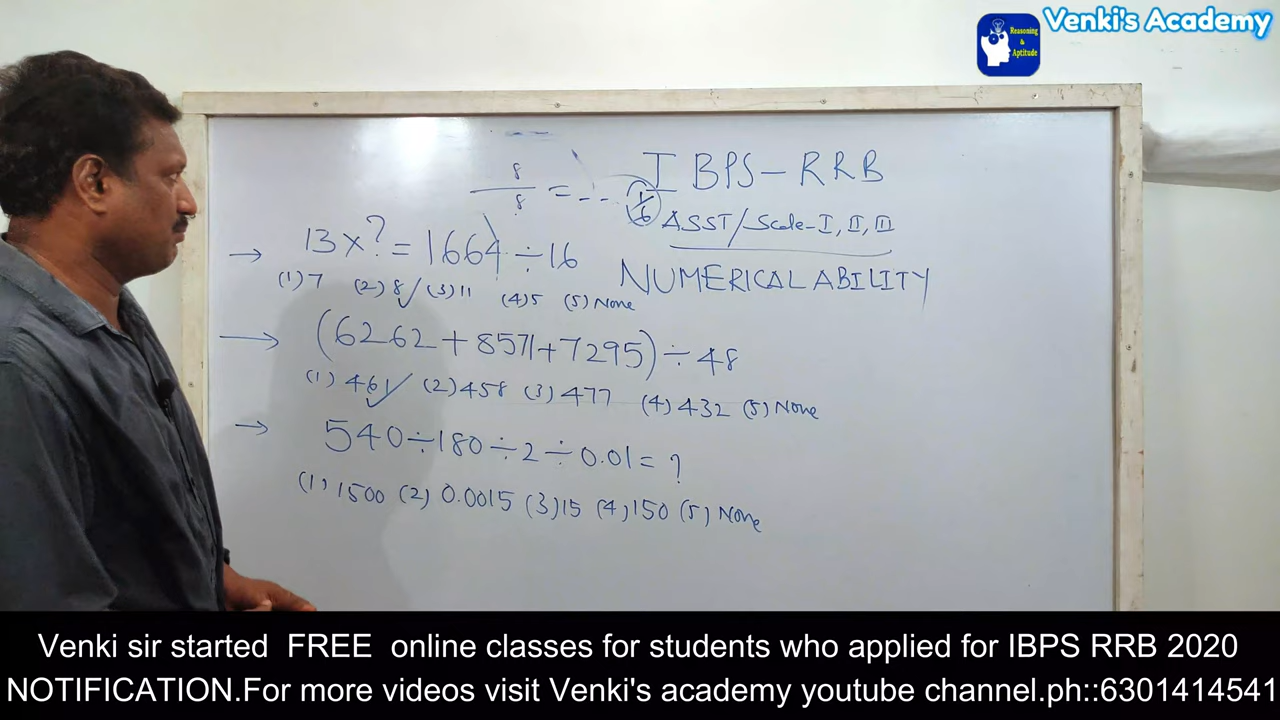 Venki's Academy
Reasoning
&
Aptitude
IBPS-RRB
8/8 = --- 1/6
ASST/Scale-I, II, III
13 x ? = 1664 ÷ 16
NUMERICAL ABILITY
(1) 7 (2) 8 ✓ (3) 11 (4) 5 (5) None
(6262 + 8571 + 7295) ÷ 48
(1) 461 ✓ (2) 458 (3) 477 (4) 432 (5) None
540 ÷ 180 ÷ 2 ÷ 0.01 = ?
(1) 1500 (2) 0.0015 (3) 15 (4) 150 (5) None
Venki sir started FREE online classes for students who applied for IBPS RRB 2020
NOTIFICATION.For more videos visit Venki's academy youtube channel.ph::6301414541